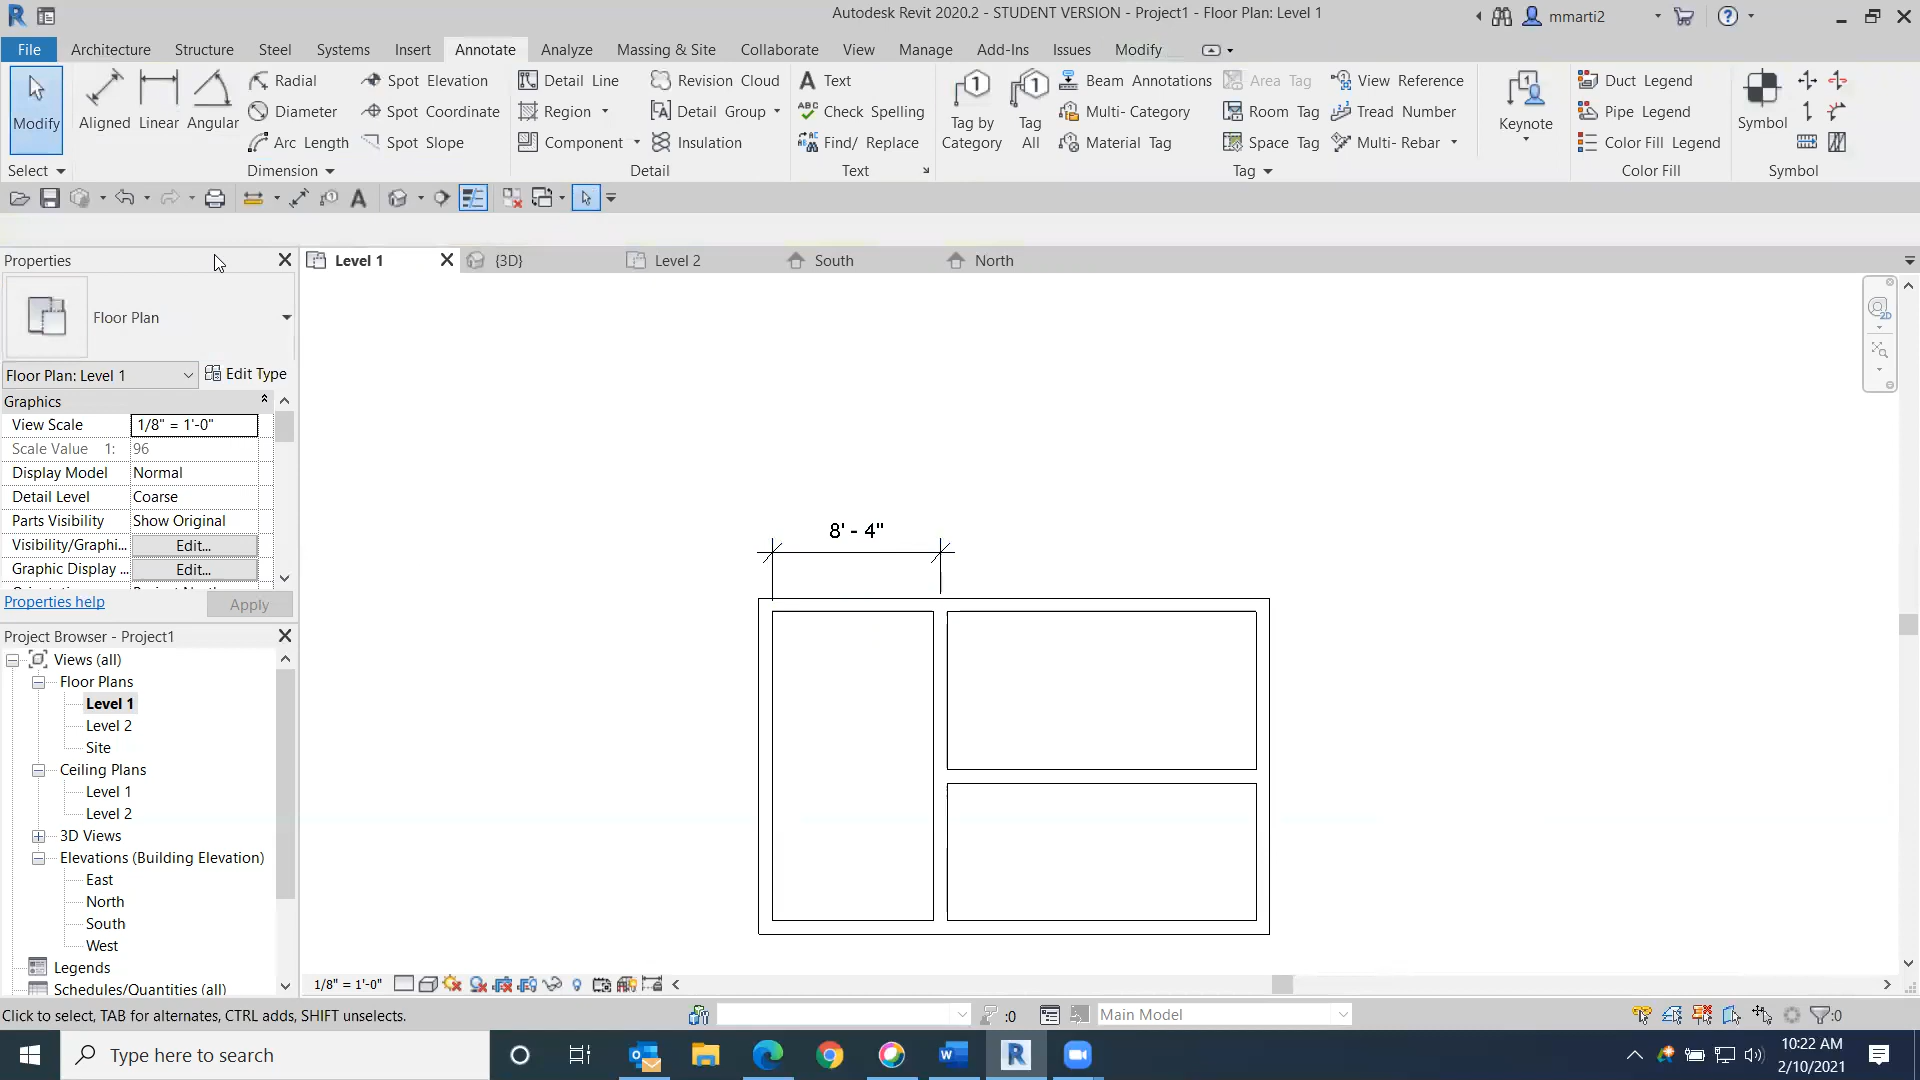 Autodesk Revit 2020.2 - STUDENT VERSION - Project1 - Floor Plan: Level 1
mmarti2
File Architecture Structure Steel Systems Insert Annotate Analyze Massing & Site Collaborate View Manage Add-Ins Issues Modify
Modify
Select
Aligned
Linear
Angular
Radial
Diameter
Arc Length
Spot Elevation
Spot Coordinate
Spot Slope
Dimension
Detail Line
Region
Component
Revision Cloud
Detail Group
Insulation
Detail
Text
Check Spelling
Find/ Replace
Text
Tag by
Category
Tag
All
Beam Annotations
Multi- Category
Material Tag
Area Tag
Room Tag
Space Tag
View Reference
Tread Number
Multi- Rebar
Tag
Keynote
Duct Legend
Pipe Legend
Color Fill Legend
Color Fill
Symbol
Symbol
Properties
Level 1
{3D}
Level 2
South
North
Floor Plan
Floor Plan: Level 1
Edit Type
Graphics
View Scale 1/8" = 1'-0"
Scale Value 1: 96
Display Model Normal
Detail Level Coarse
Parts Visibility Show Original
Visibility/Graphi... Edit...
Graphic Display ... Edit...
Properties help
Apply
Project Browser - Project1
Views (all)
Floor Plans
Level 1
Level 2
Site
Ceiling Plans
Level 1
Level 2
3D Views
Elevations (Building Elevation)
East
North
South
West
Legends
Schedules/Quantities (all)
8' - 4"
2D
1/8" = 1'-0"
Click to select, TAB for alternates, CTRL adds, SHIFT unselects.
:0
Main Model
:0
Type here to search
10:22 AM
2/10/2021